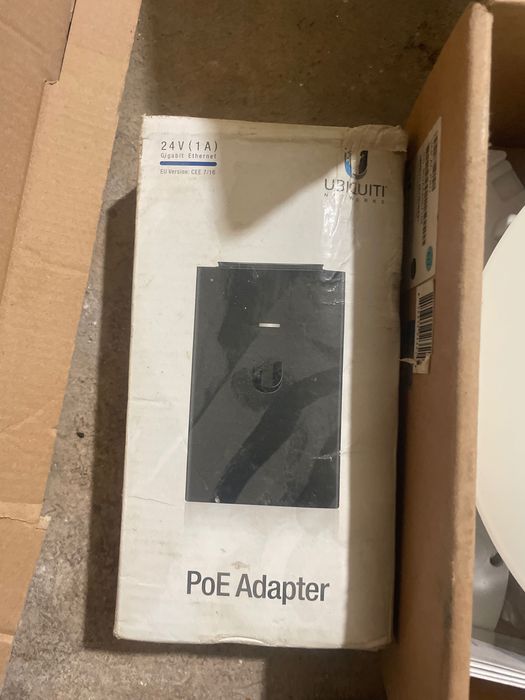 24V (1A)
Gigabit Ethernet
EU Version: CEE 7/16
UBIQUITI
NETWORKS
PoE Adapter